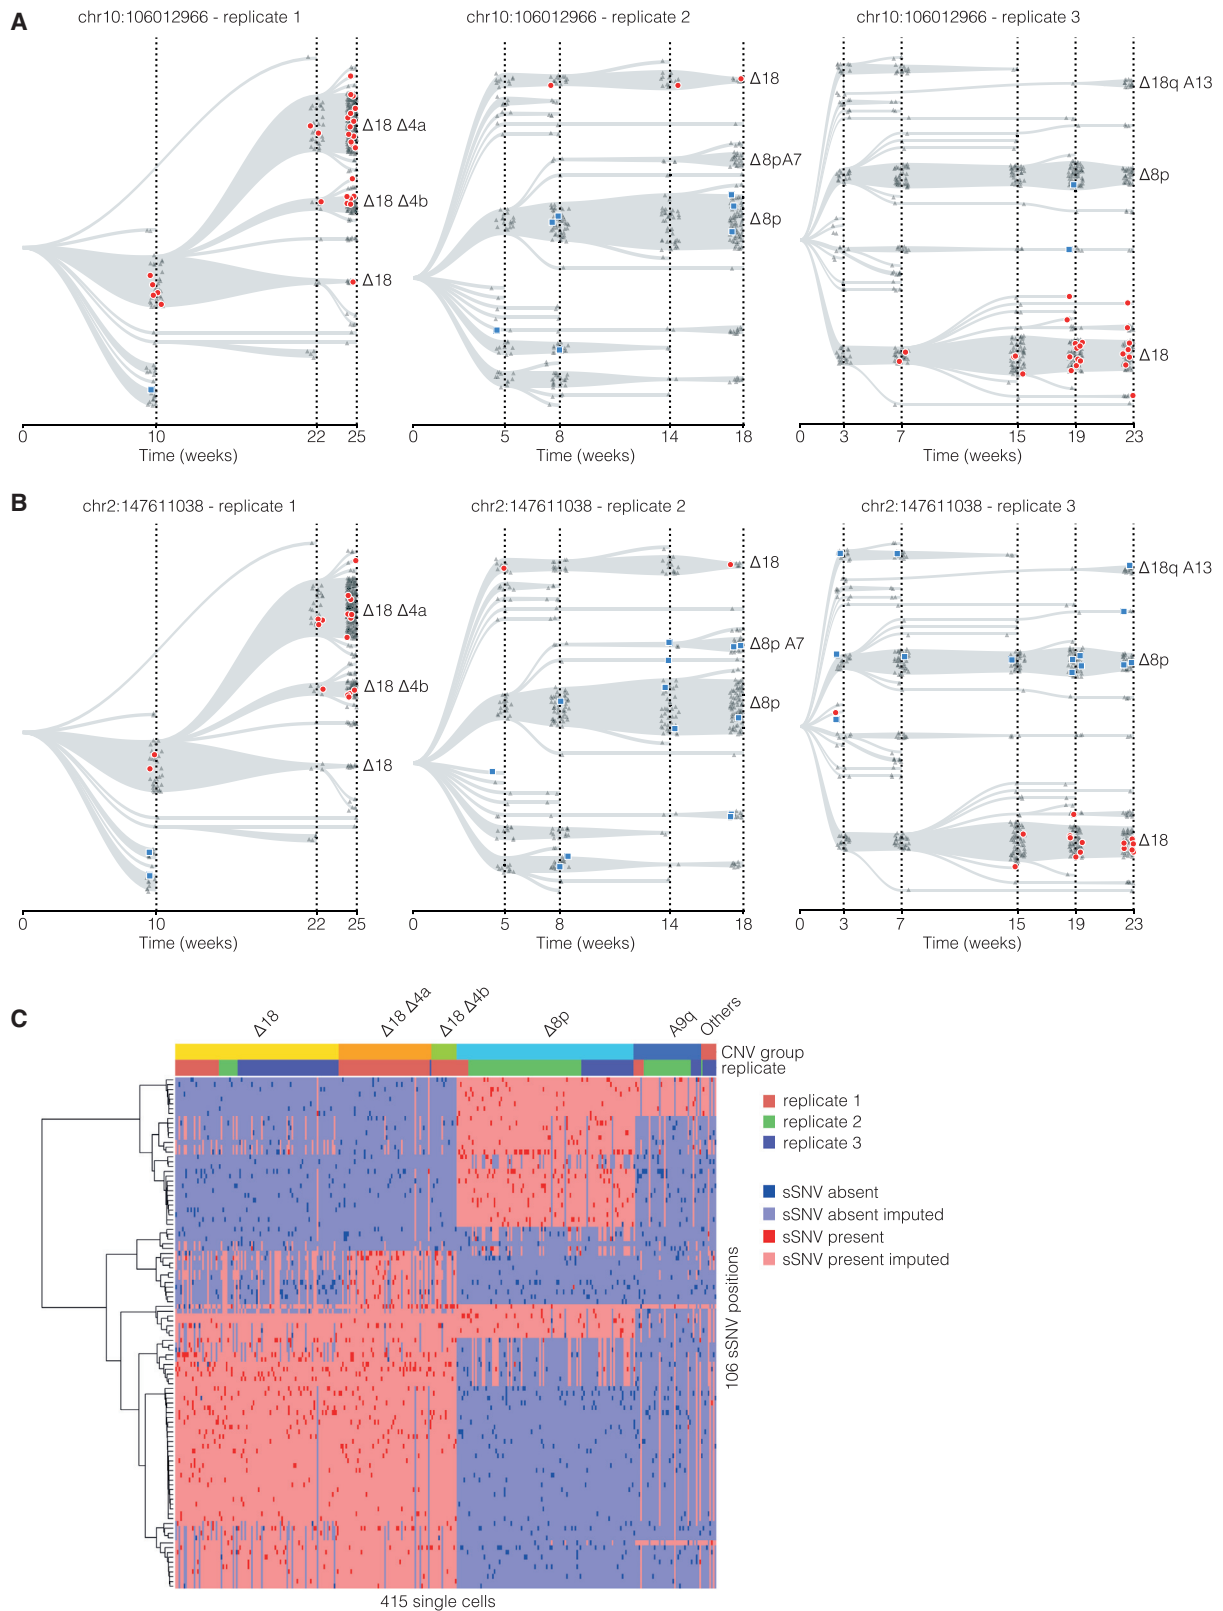 A
chr10:106012966 - replicate 1
chr10:106012966 - replicate 2
chr10:106012966 - replicate 3
Δ18 Δ4a
Δ18 Δ4b
Δ18
Δ18
Δ8pA7
Δ8p
Δ18q A13
Δ8p
Δ18
0 10 22 25
Time (weeks)
0 5 8 14 18
Time (weeks)
0 3 7 15 19 23
Time (weeks)
B
chr2:147611038 - replicate 1
chr2:147611038 - replicate 2
chr2:147611038 - replicate 3
Δ18 Δ4a
Δ18 Δ4b
Δ18
Δ18
Δ8p A7
Δ8p
Δ18q A13
Δ8p
Δ18
0 10 22 25
Time (weeks)
0 5 8 14 18
Time (weeks)
0 3 7 15 19 23
Time (weeks)
C
Δ18
Δ18 Δ4a
Δ18 Δ4b
Δ8p
A9q
Others
CNV group
replicate
replicate 1
replicate 2
replicate 3
sSNV absent
sSNV absent imputed
sSNV present
sSNV present imputed
106 sSNV positions
415 single cells